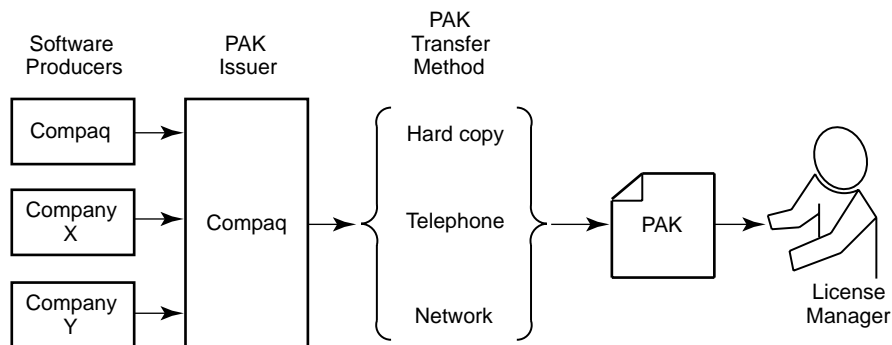 Software
Producers
PAK
Issuer
PAK
Transfer
Method
Compaq
Company
X
Company
Y
Compaq
Hard copy
Telephone
Network
PAK
License
Manager